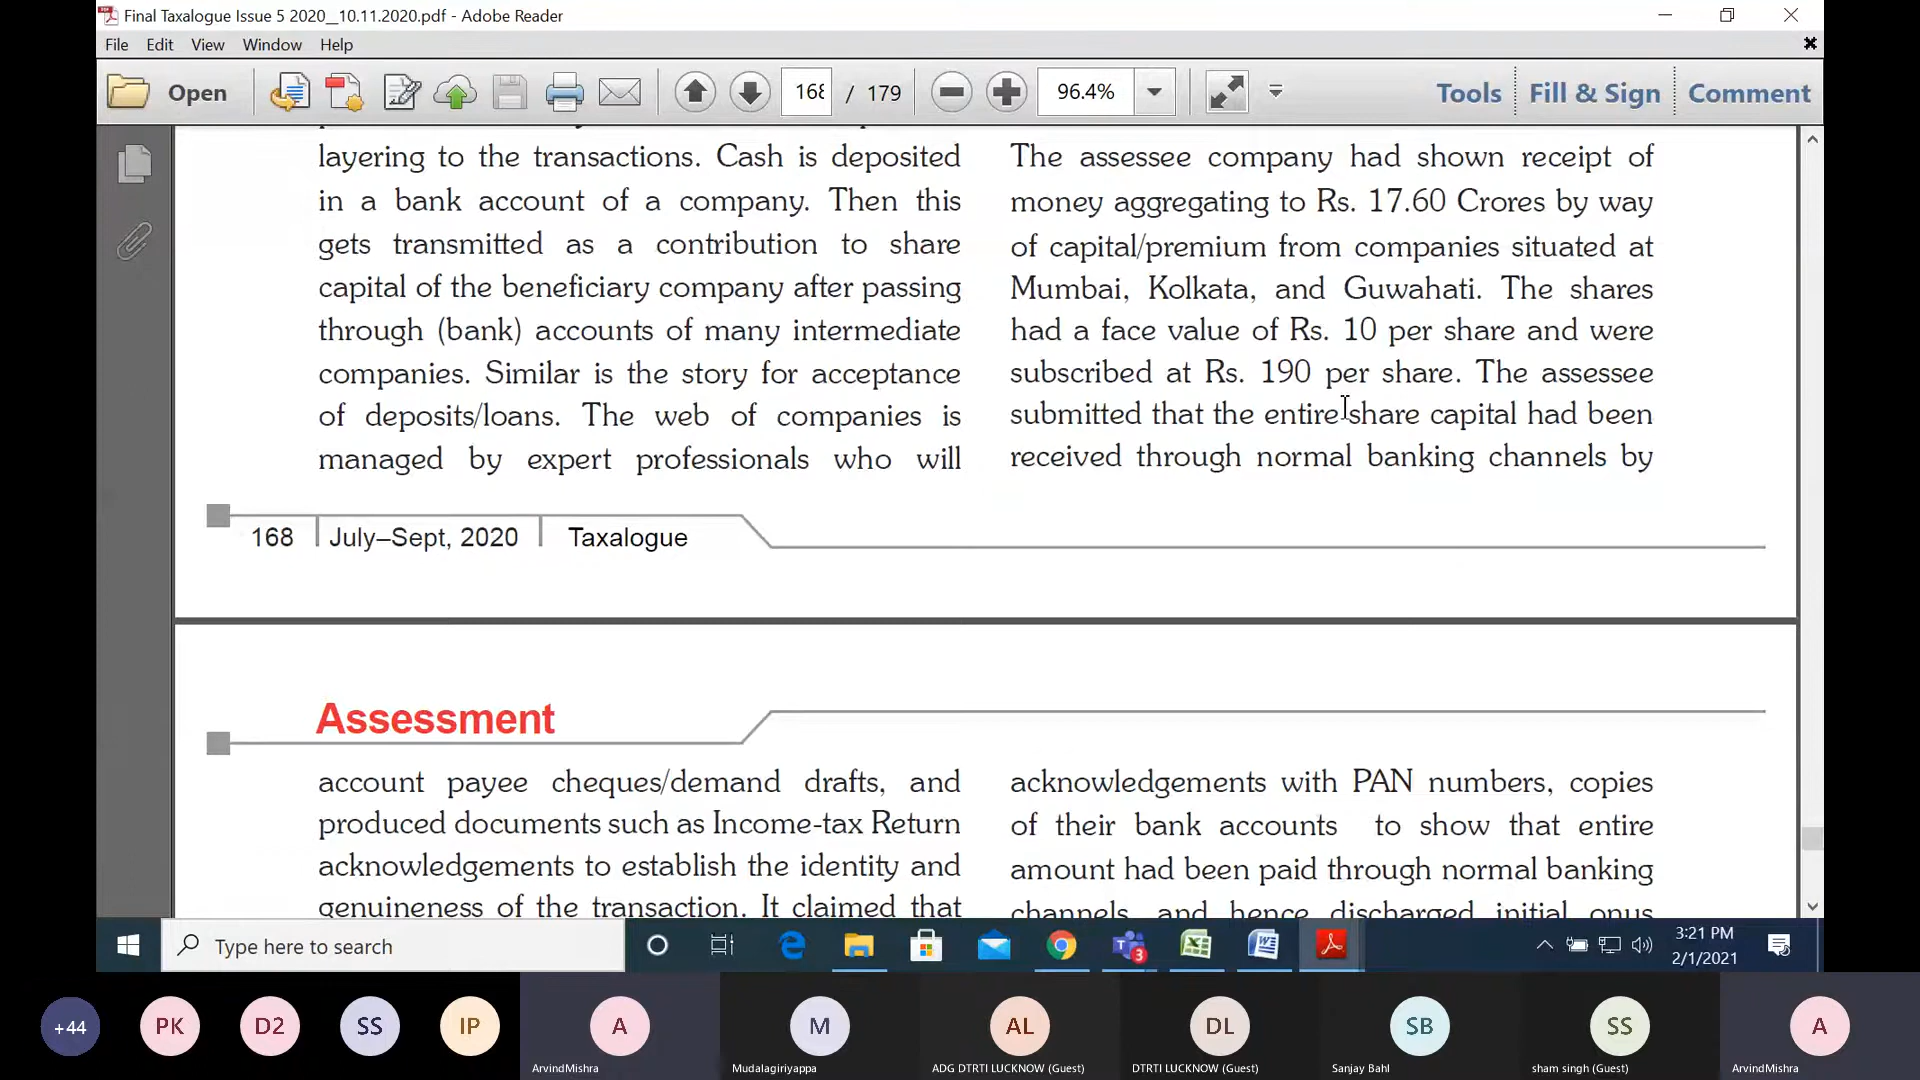 Final Taxalogue Issue 5 2020__10.11.2020.pdf - Adobe Reader
File Edit View Window Help
Open 168 / 179 96.4% Tools Fill & Sign Comment
layering to the transactions. Cash is deposited
in a bank account of a company. Then this
gets transmitted as a contribution to share
capital of the beneficiary company after passing
through (bank) accounts of many intermediate
companies. Similar is the story for acceptance
of deposits/loans. The web of companies is
managed by expert professionals who will
The assessee company had shown receipt of
money aggregating to Rs. 17.60 Crores by way
of capital/premium from companies situated at
Mumbai, Kolkata, and Guwahati. The shares
had a face value of Rs. 10 per share and were
subscribed at Rs. 190 per share. The assessee
submitted that the entire share capital had been
received through normal banking channels by
168 July–Sept, 2020 Taxalogue
Assessment
account payee cheques/demand drafts, and
produced documents such as Income-tax Return
acknowledgements to establish the identity and
genuineness of the transaction. It claimed that
acknowledgements with PAN numbers, copies
of their bank accounts to show that entire
amount had been paid through normal banking
channels, and hence discharged initial onus
Type here to search
3
3:21 PM
2/1/2021
+44 PK D2 SS IP A M AL DL SB SS A
ArvindMishra Mudalagiriyappa ADG DTRTI LUCKNOW (Guest) DTRTI LUCKNOW (Guest) Sanjay Bahl sham singh (Guest) ArvindMishra